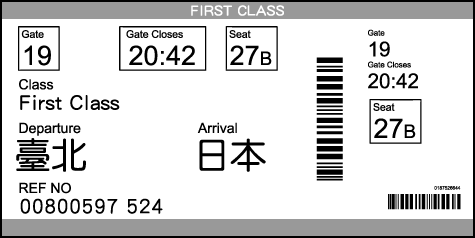 FIRST CLASS
Gate
19
Gate Closes
20:42
Seat
27B
Class
First Class
Departure
臺北
Arrival
日本
REF NO
00800597 524
Gate
19
Gate Closes
20:42
Seat
27B
0187526644